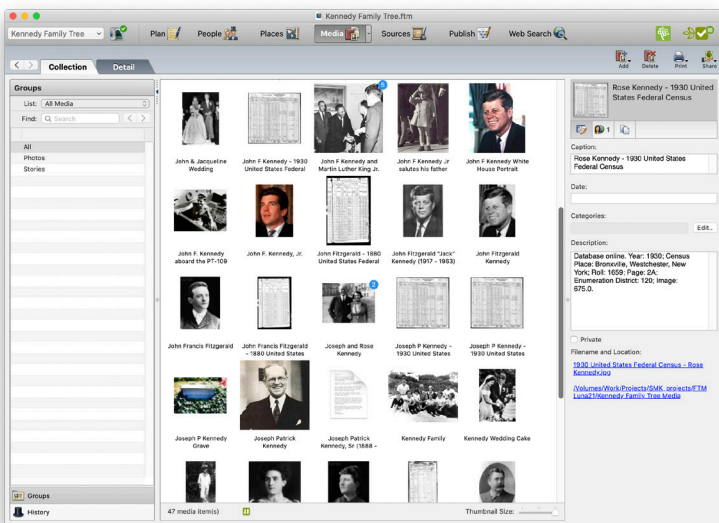 Kennedy Family Tree.ftm
Kennedy Family Tree
Plan
People
Places
Media
Sources
Publish
Web Search
Collection
Detail
Add
Delete
Print
Share
Groups
List:
All Media
Find:
Search
All
Photos
Stories
Groups
History
5
John & Jacqueline
Wedding
John F Kennedy - 1930
United States Federal
John F Kennedy and
Martin Luther King Jr.
John F Kennedy Jr
salutes his father
John F Kennedy White
House Portrait
John F. Kennedy
aboard the PT-109
John F. Kennedy, Jr.
John Fitzgerald - 1880
United States Federal
John Fitzgerald "Jack"
Kennedy (1917 - 1963)
John Fitzgerald
Kennedy
2
John Francis Fitzgerald
John Francis Fitzgerald
- 1880 United States
Joseph and Rose
Kennedy
Joseph P Kennedy -
1930 United States
Joseph P Kennedy -
1930 United States
Joseph P Kennedy
Grave
Joseph Patrick
Kennedy
Joseph Patrick
Kennedy, Sr (1888 -
Kennedy Family
Kennedy Wedding Cake
47 media item(s)
Thumbnail Size:
Rose Kennedy - 1930 United
States Federal Census
1
Caption:
Rose Kennedy - 1930 United States
Federal Census
Date:
Categories:
Edit..
Description:
Database online. Year: 1930; Census
Place: Bronxville, Westchester, New
York; Roll: 1659; Page: 2A;
Enumeration District: 120; Image:
675.0.
Private
Filename and Location:
1930 United States Federal Census - Rose
Kennedy.jpg
/Volumes/Work/Projects/SMK_projects/FTM
Luna21/Kennedy Family Tree Media